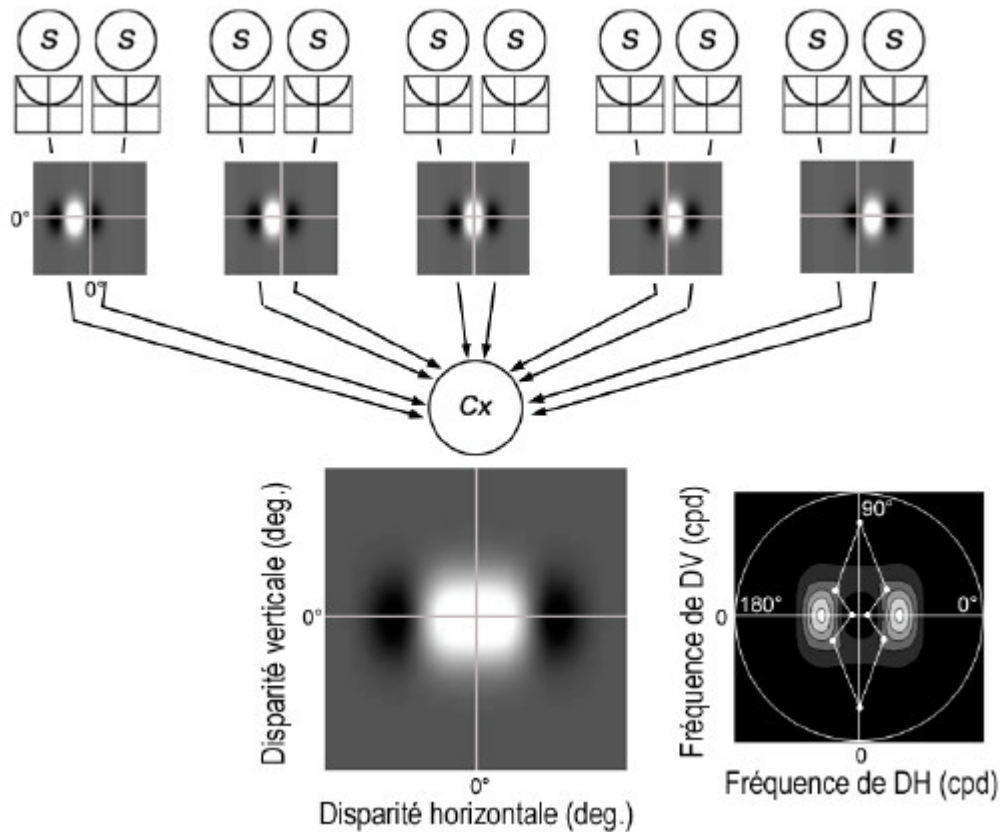 S S S S S S S S S S
0°
0°
Cx
Disparité verticale (deg.)
0°
0°
Disparité horizontale (deg.)
Fréquence de DV (cpd)
90°
180°
0°
0
0
Fréquence de DH (cpd)